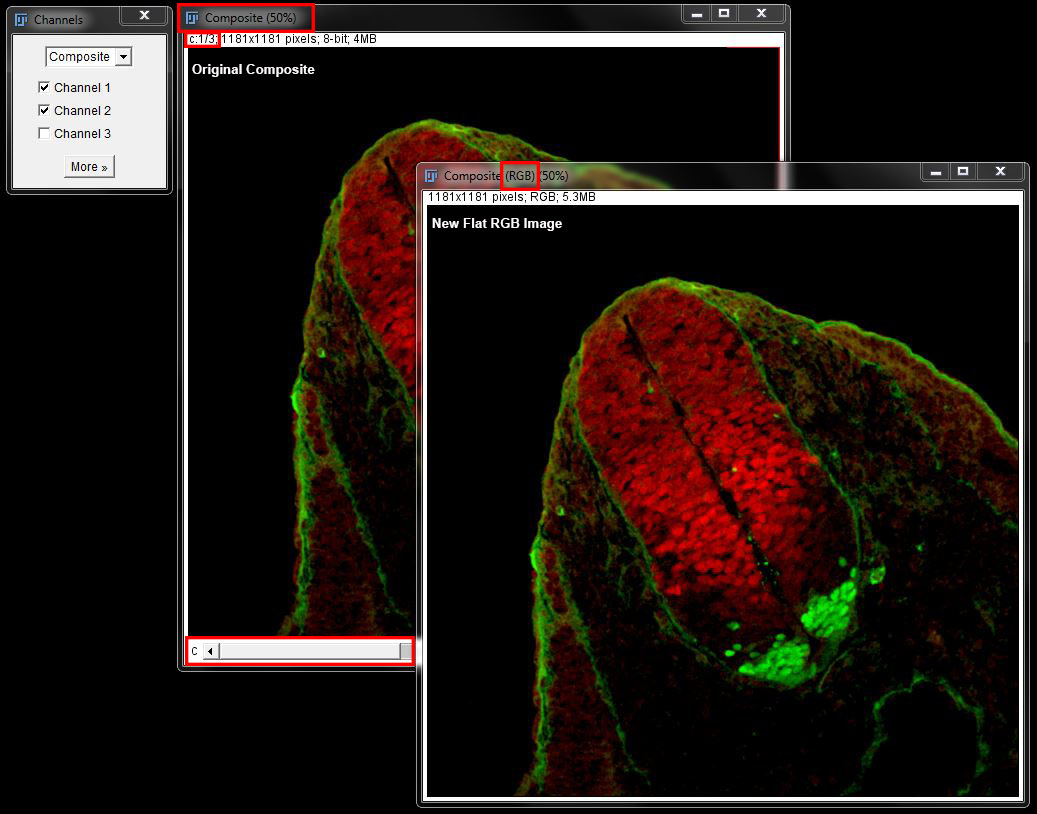 Channels
Composite
Channel 1
Channel 2
Channel 3
More »
Composite (50%)
c:1/3; 1181x1181 pixels; 8-bit; 4MB
Original Composite
C
Composite (RGB) (50%)
1181x1181 pixels; RGB; 5.3MB
New Flat RGB Image